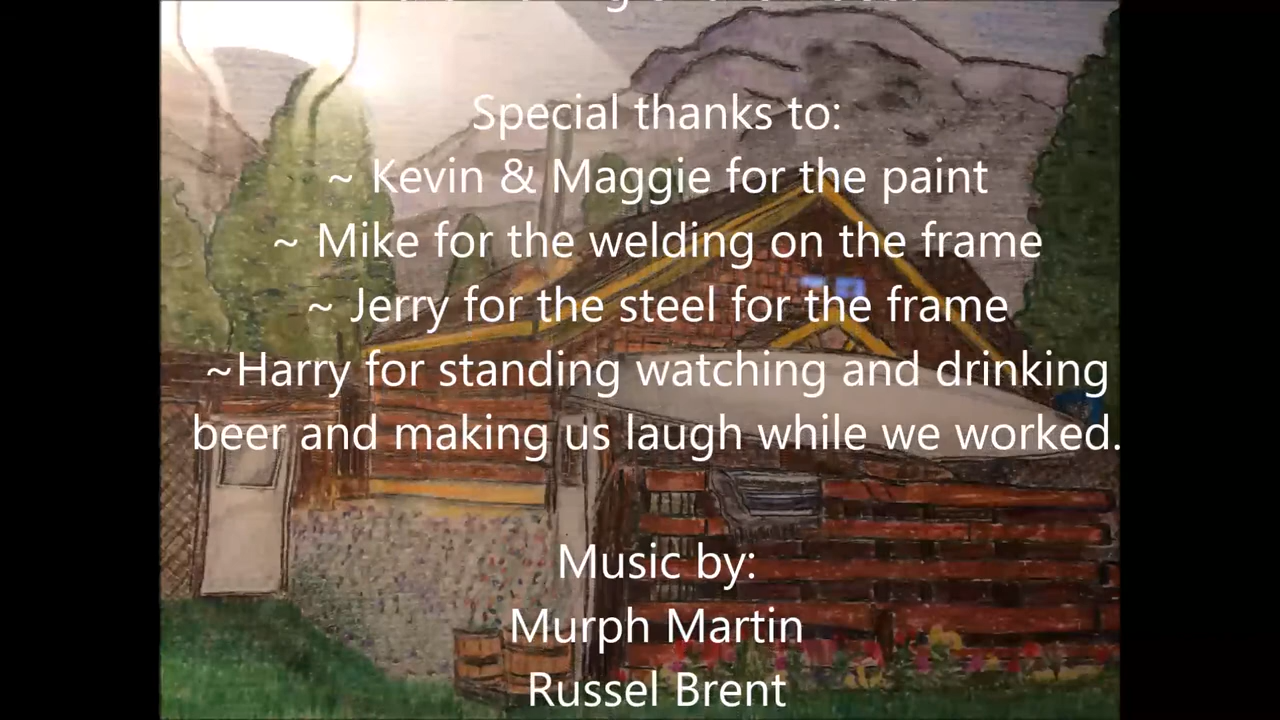 Special thanks to:
~ Kevin & Maggie for the paint
~ Mike for the welding on the frame
~ Jerry for the steel for the frame
~Harry for standing watching and drinking
beer and making us laugh while we worked.
Music by:
Murph Martin
Russel Brent